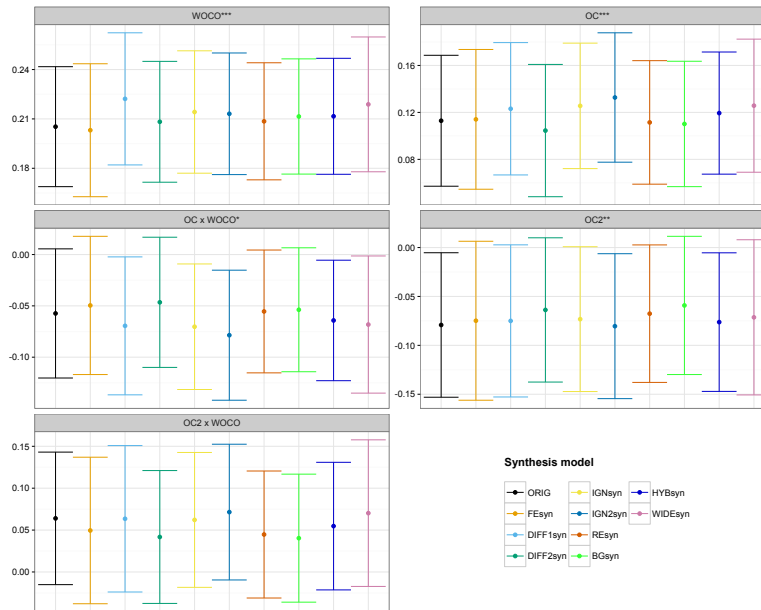 WOCO*** OC***
0.24
0.21
0.18
0.16
0.12
0.08
OC x WOCO* OC2**
0.00
-0.05
-0.10
0.00
-0.05
-0.10
-0.15
OC2 x WOCO
0.15
0.10
0.05
0.00
Synthesis model
ORIG IGNsyn HYBsyn
FEsyn IGN2syn WIDEsyn
DIFF1syn REsyn
DIFF2syn BGsyn